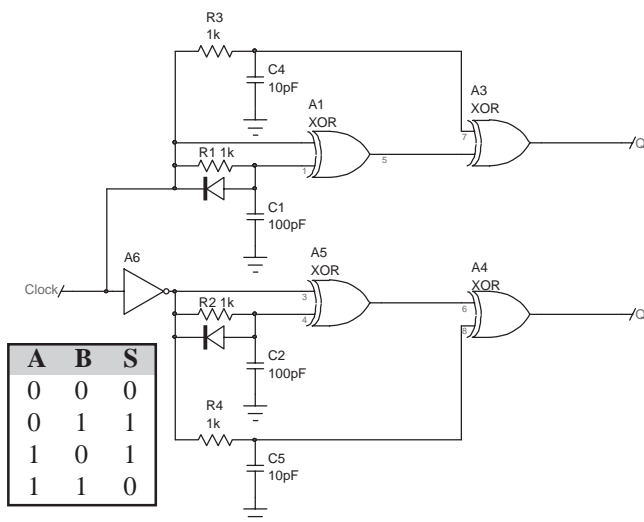 R3
1k
C4
10pF
A3
XOR
7
Q
A1
XOR
5
R1 1k
1
C1
100pF
A6
Clock
A5
XOR
3
R2 1k
4
A4
XOR
6
8
Q
C2
100pF
R4
1k
C5
10pF
A B S
0 0 0
0 1 1
1 0 1
1 1 0